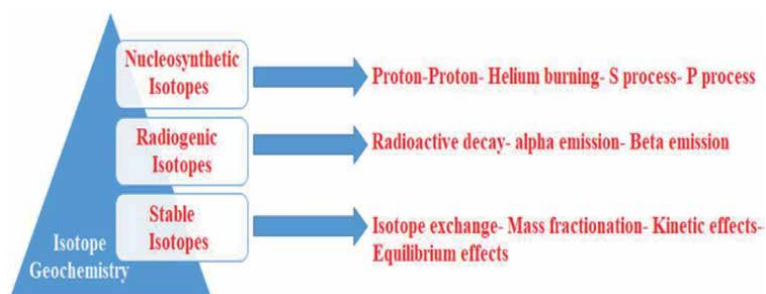 Nucleosynthetic
Isotopes
Proton-Proton- Helium burning- S process- P process
Radiogenic
Isotopes
Radioactive decay- alpha emission- Beta emission
Stable
Isotopes
Isotope exchange- Mass fractionation- Kinetic effects-
Equilibrium effects
Isotope
Geochemistry